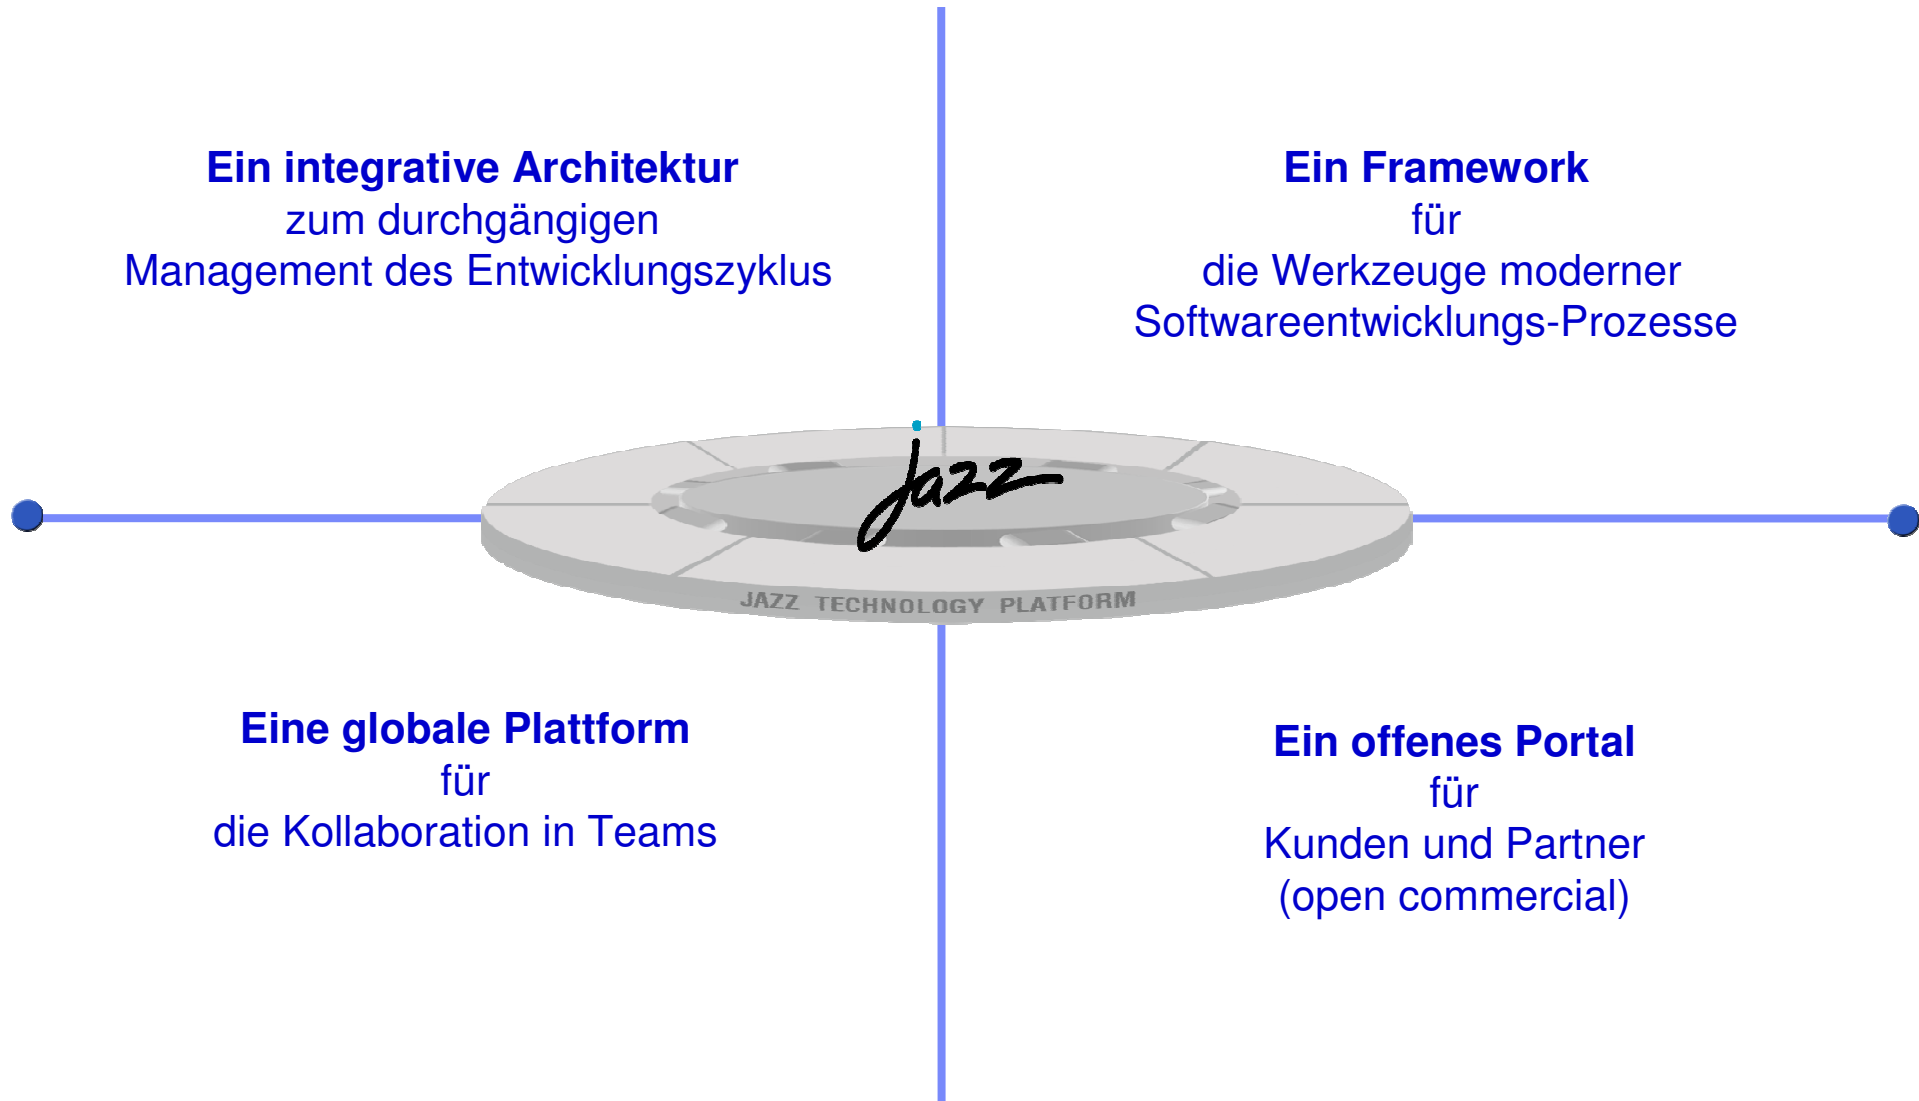 Ein integrative Architektur
zum durchgängigen
Management des Entwicklungszyklus
Ein Framework
für
die Werkzeuge moderner
Softwareentwicklungs-Prozesse
jazz
JAZZ TECHNOLOGY PLATFORM
Eine globale Plattform
für
die Kollaboration in Teams
Ein offenes Portal
für
Kunden und Partner
(open commercial)